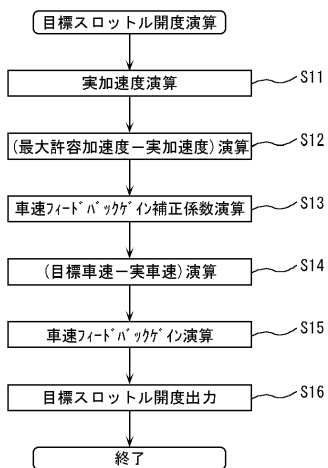 目標スロットル開度演算
実加速度演算
S11
(最大許容加速度－実加速度)演算
S12
車速ﾌｨｰﾄﾞﾊﾞｯｸｹﾞｲﾝ補正係数演算
S13
(目標車速－実車速)演算
S14
車速ﾌｨｰﾄﾞﾊﾞｯｸｹﾞｲﾝ演算
S15
目標スロットル開度出力
S16
終了